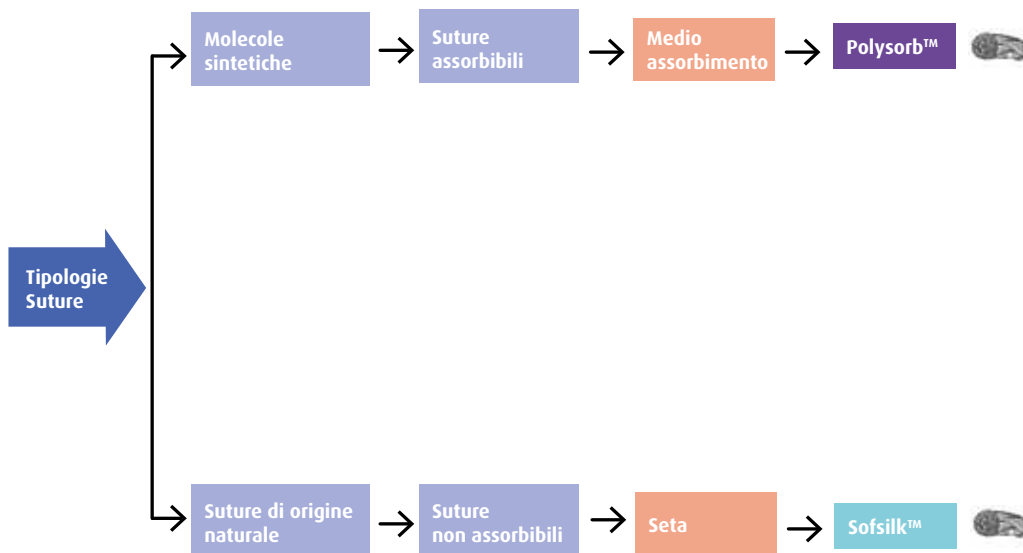 Molecole
sintetiche
Suture
assorbibili
Medio
assorbimento
Polysorb™
Tipologie
Suture
Suture di origine
naturale
Suture
non assorbibili
Seta
Sofsilk™